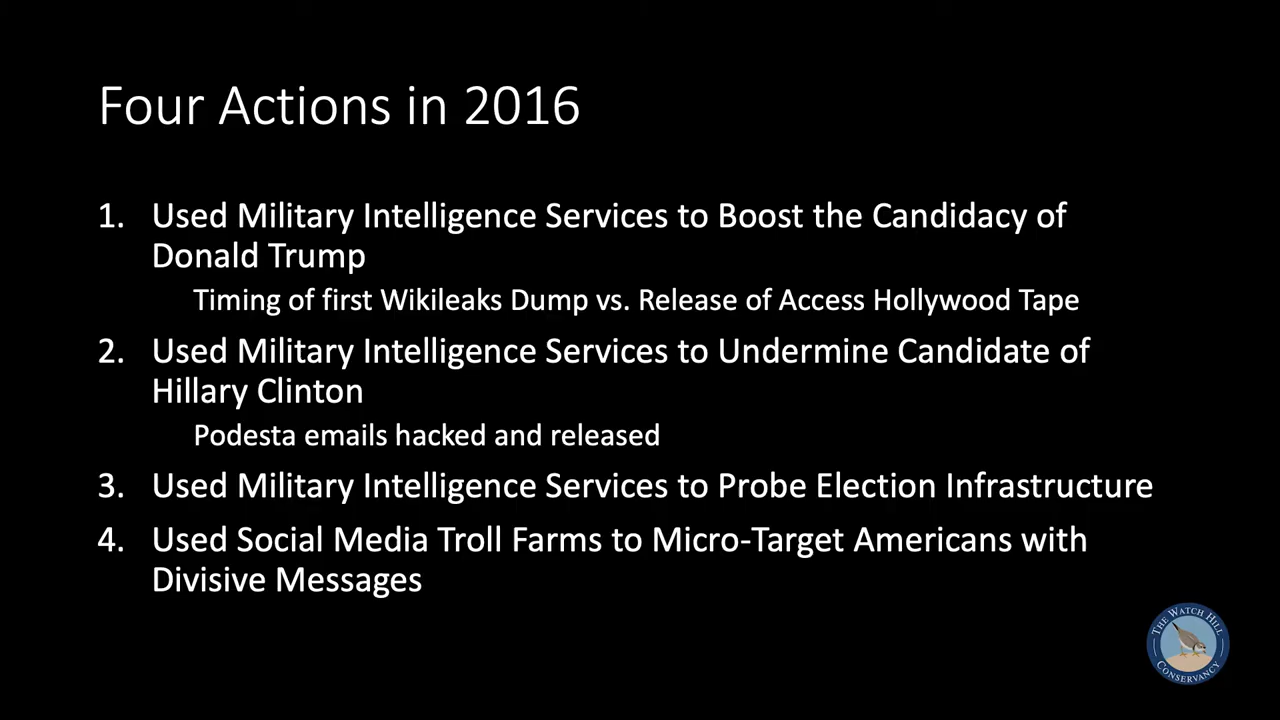 Four Actions in 2016
1. Used Military Intelligence Services to Boost the Candidacy of
Donald Trump
Timing of first Wikileaks Dump vs. Release of Access Hollywood Tape
2. Used Military Intelligence Services to Undermine Candidate of
Hillary Clinton
Podesta emails hacked and released
3. Used Military Intelligence Services to Probe Election Infrastructure
4. Used Social Media Troll Farms to Micro-Target Americans with
Divisive Messages
THE WATCH HILL
CONSERVANCY